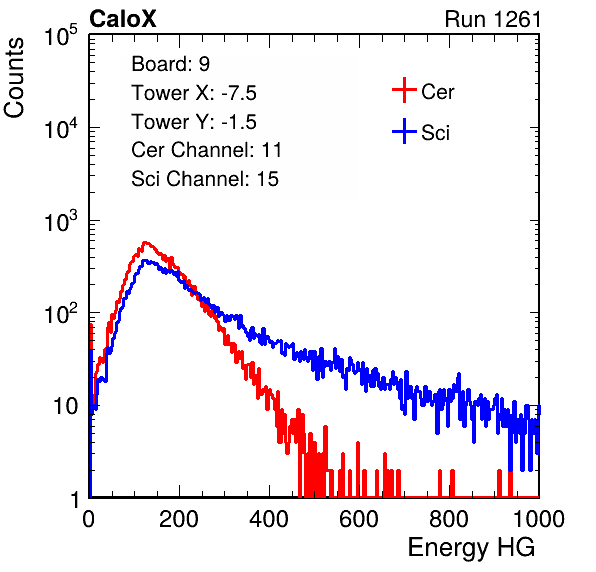 CaloX Run 1261
Counts
10^5
10^4
10^3
10^2
10
1
Board: 9
Tower X: -7.5
Tower Y: -1.5
Cer Channel: 11
Sci Channel: 15
Cer
Sci
0 200 400 600 800 1000
Energy HG